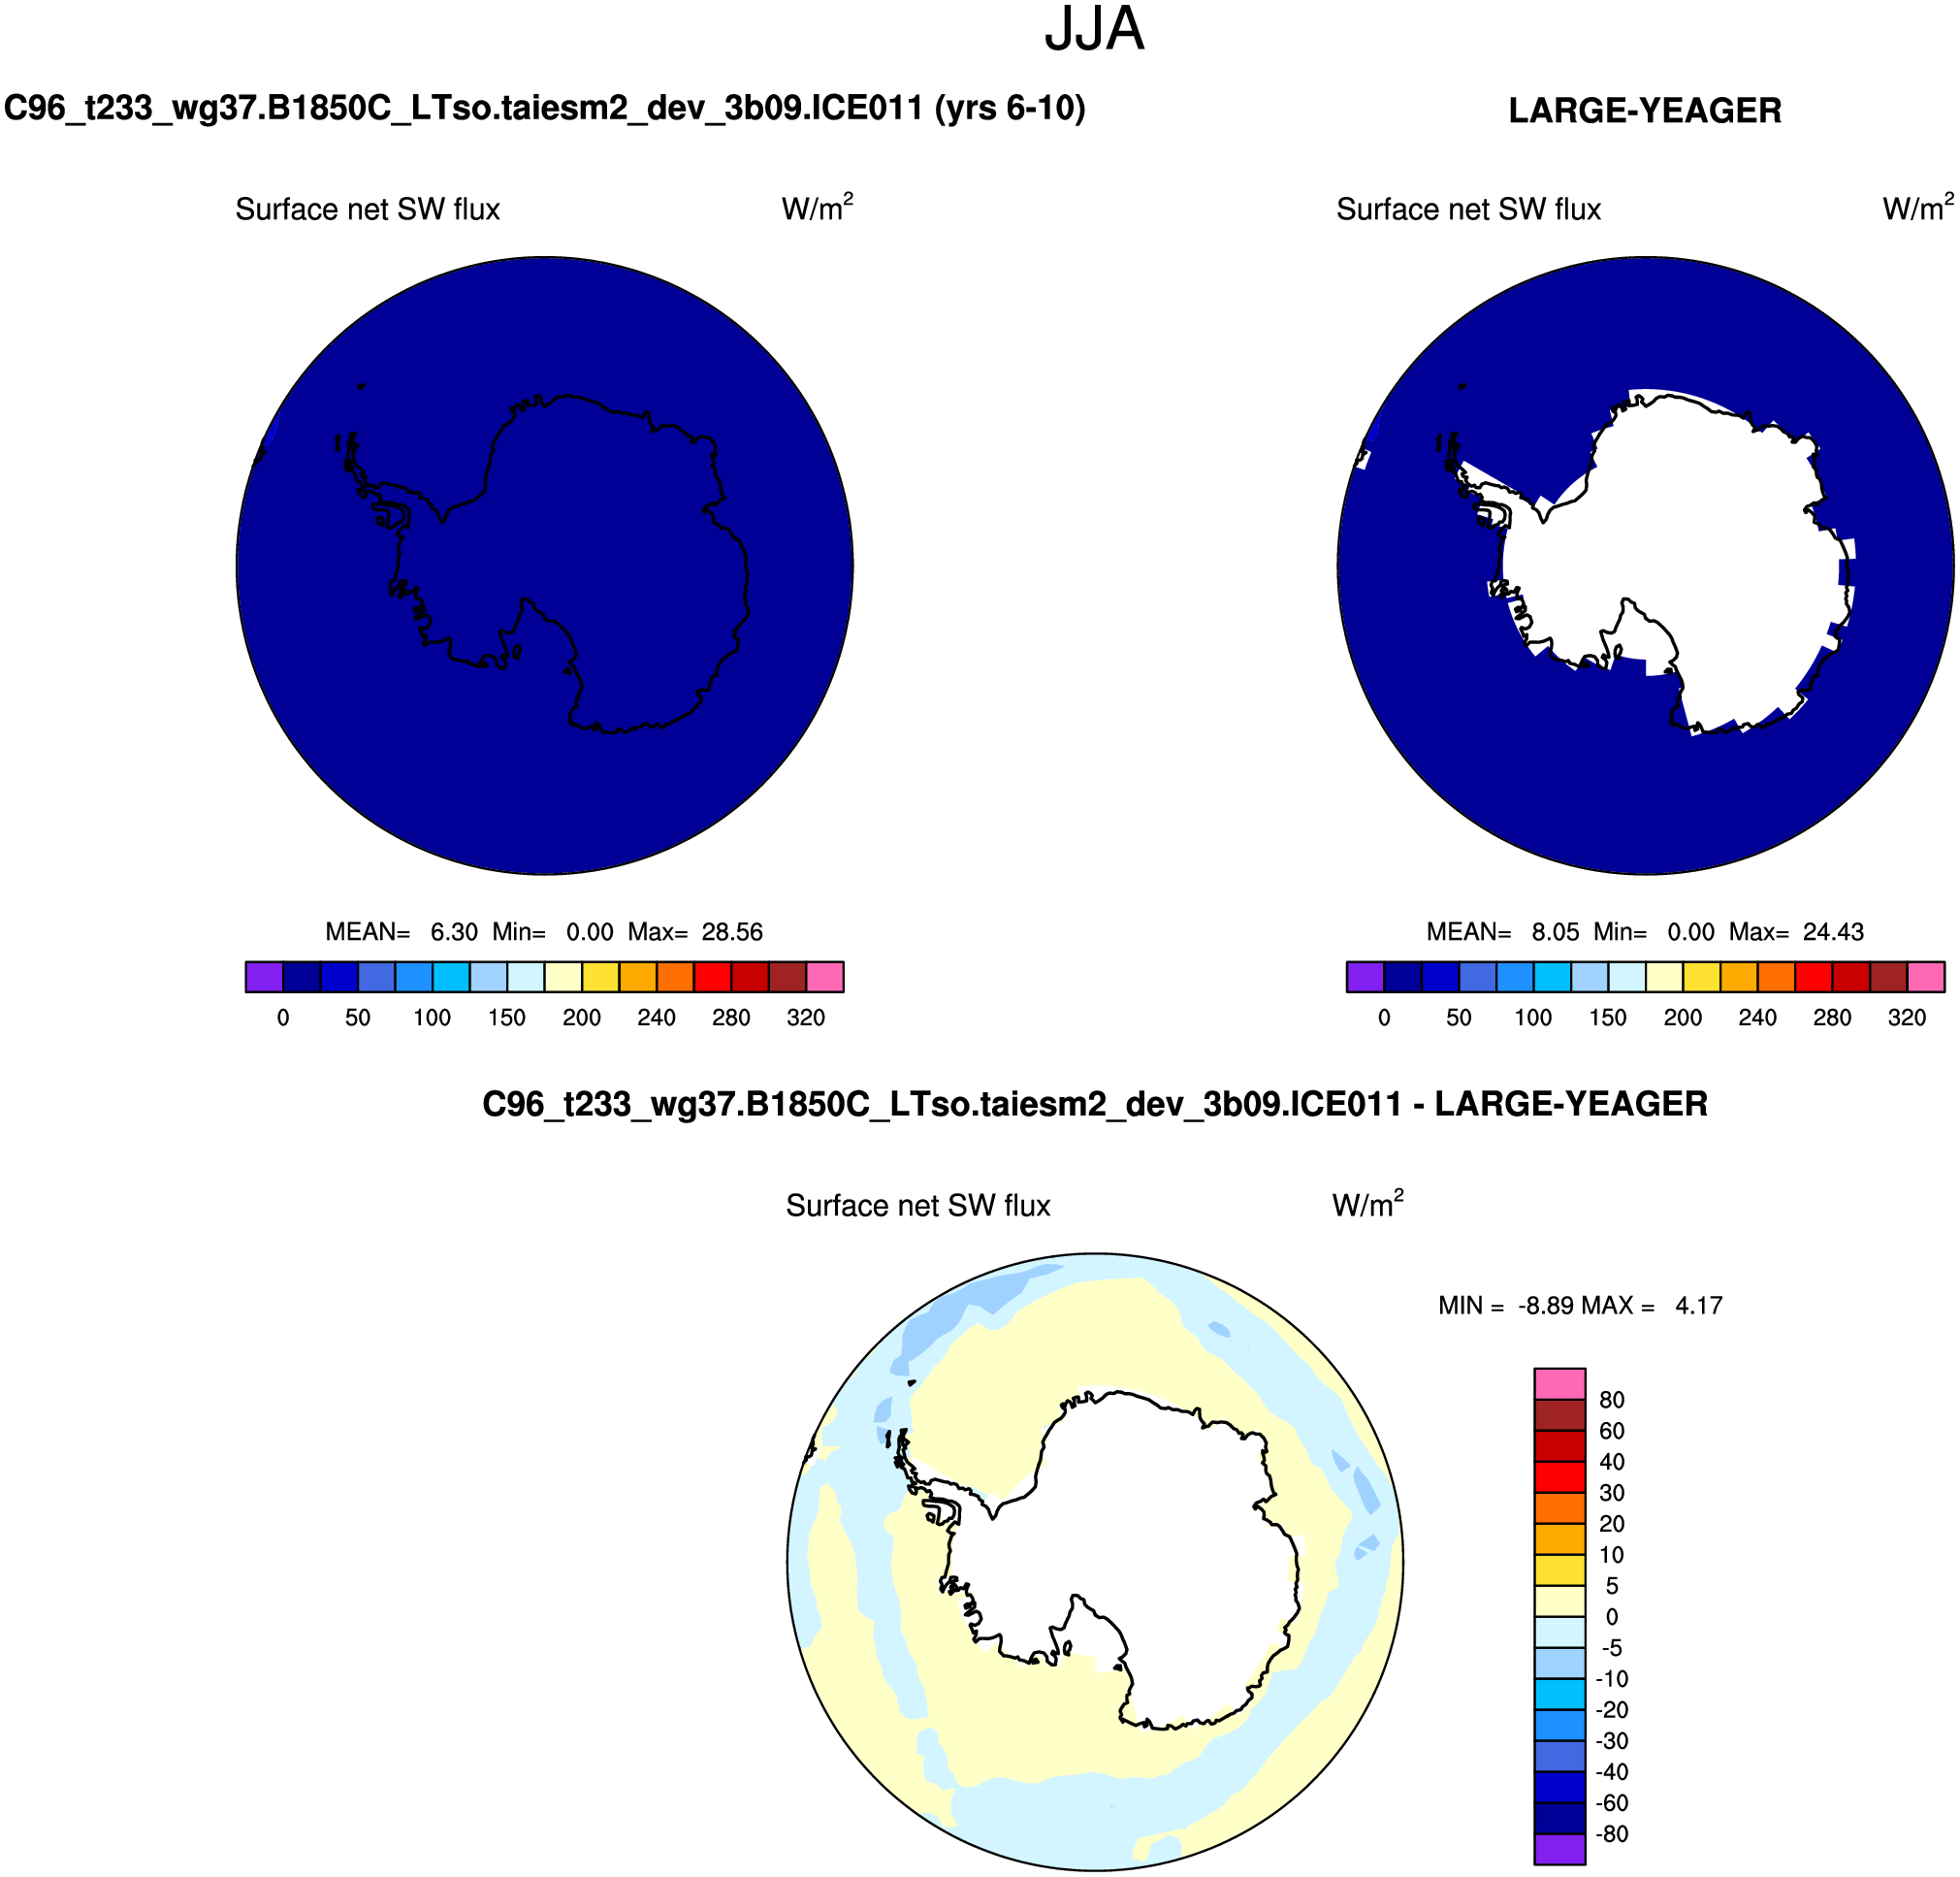 JJA
C96_t233_wg37.B1850C_LTso.taiesm2_dev_3b09.ICE011 (yrs 6-10)
LARGE-YEAGER
Surface net SW flux W/m²
Surface net SW flux W/m²
MEAN= 6.30 Min= 0.00 Max= 28.56
MEAN= 8.05 Min= 0.00 Max= 24.43
0 50 100 150 200 240 280 320
0 50 100 150 200 240 280 320
C96_t233_wg37.B1850C_LTso.taiesm2_dev_3b09.ICE011 - LARGE-YEAGER
Surface net SW flux W/m²
MIN = -8.89 MAX = 4.17
80
60
40
30
20
10
5
0
-5
-10
-20
-30
-40
-60
-80